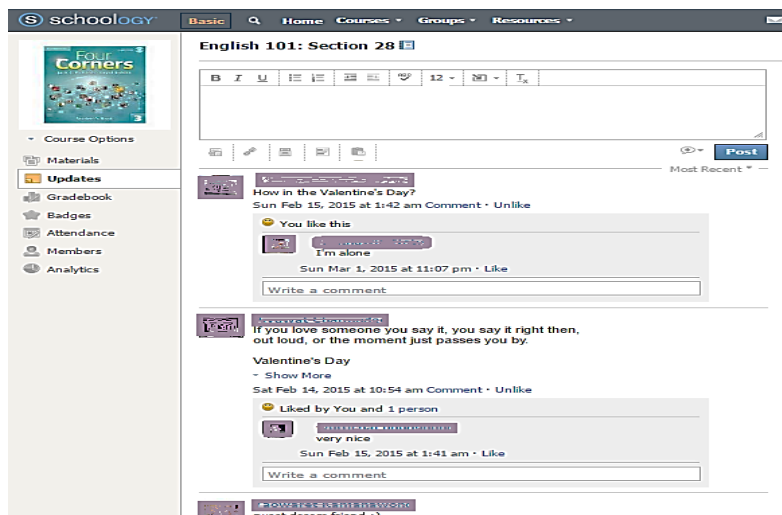 schoology
Basic
Home Courses Groups Resources
English 101: Section 28
Four
Corners
3
B I U 12 Tx
Post
Course Options
Materials
Updates
Gradebook
Badges
Attendance
Members
Analytics
Most Recent
How in the Valentine's Day?
Sun Feb 15, 2015 at 1:42 am Comment · Unlike
You like this
I'm alone
Sun Mar 1, 2015 at 11:07 pm · Like
Write a comment
If you love someone you say it, you say it right then,
out loud, or the moment just passes you by.
Valentine's Day
Show More
Sat Feb 14, 2015 at 10:54 am Comment · Unlike
Liked by You and 1 person
very nice
Sun Feb 15, 2015 at 1:41 am · Like
Write a comment